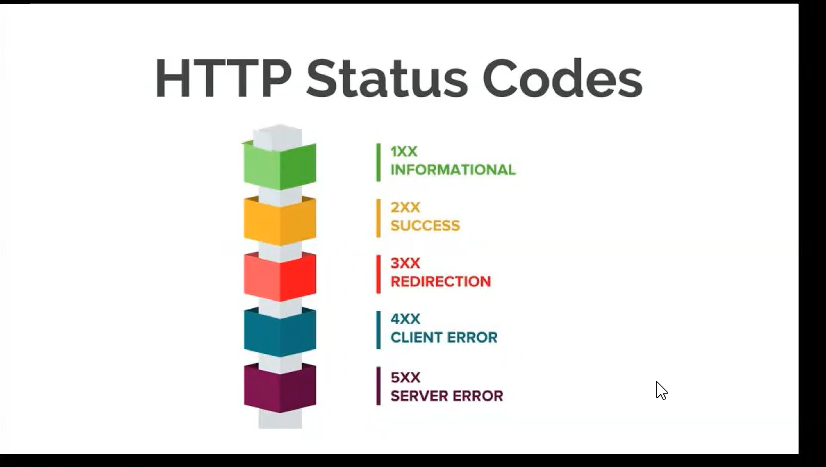 HTTP Status Codes
1XX
INFORMATIONAL
2XX
SUCCESS
3XX
REDIRECTION
4XX
CLIENT ERROR
5XX
SERVER ERROR